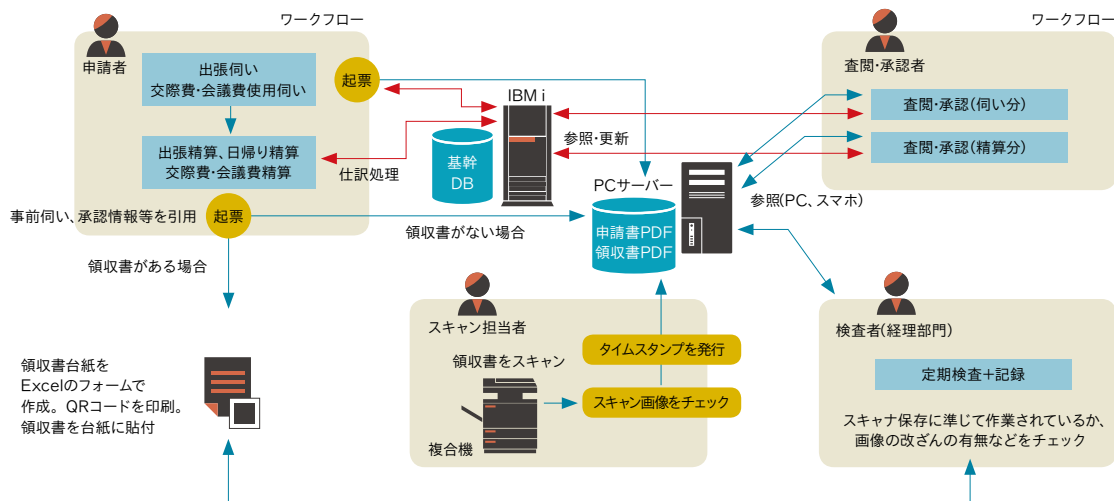 ワークフロー
申請者
出張伺い
交際費・会議費使用伺い
起票
出張精算、日帰り精算
交際費・会議費精算
仕訳処理
事前伺い、承認情報等を引用
起票
領収書がない場合
領収書がある場合
IBM i
基幹
DB
参照・更新
PCサーバー
申請書PDF
領収書PDF
ワークフロー
査閲・承認者
査閲・承認(伺い分)
査閲・承認(精算分)
参照(PC、スマホ)
領収書台紙を
Excelのフォームで
作成。QRコードを印刷。
領収書を台紙に貼付
スキャン担当者
領収書をスキャン
複合機
タイムスタンプを発行
スキャン画像をチェック
検査者(経理部門)
定期検査+記録
スキャナ保存に準じて作業されているか、
画像の改ざんの有無などをチェック